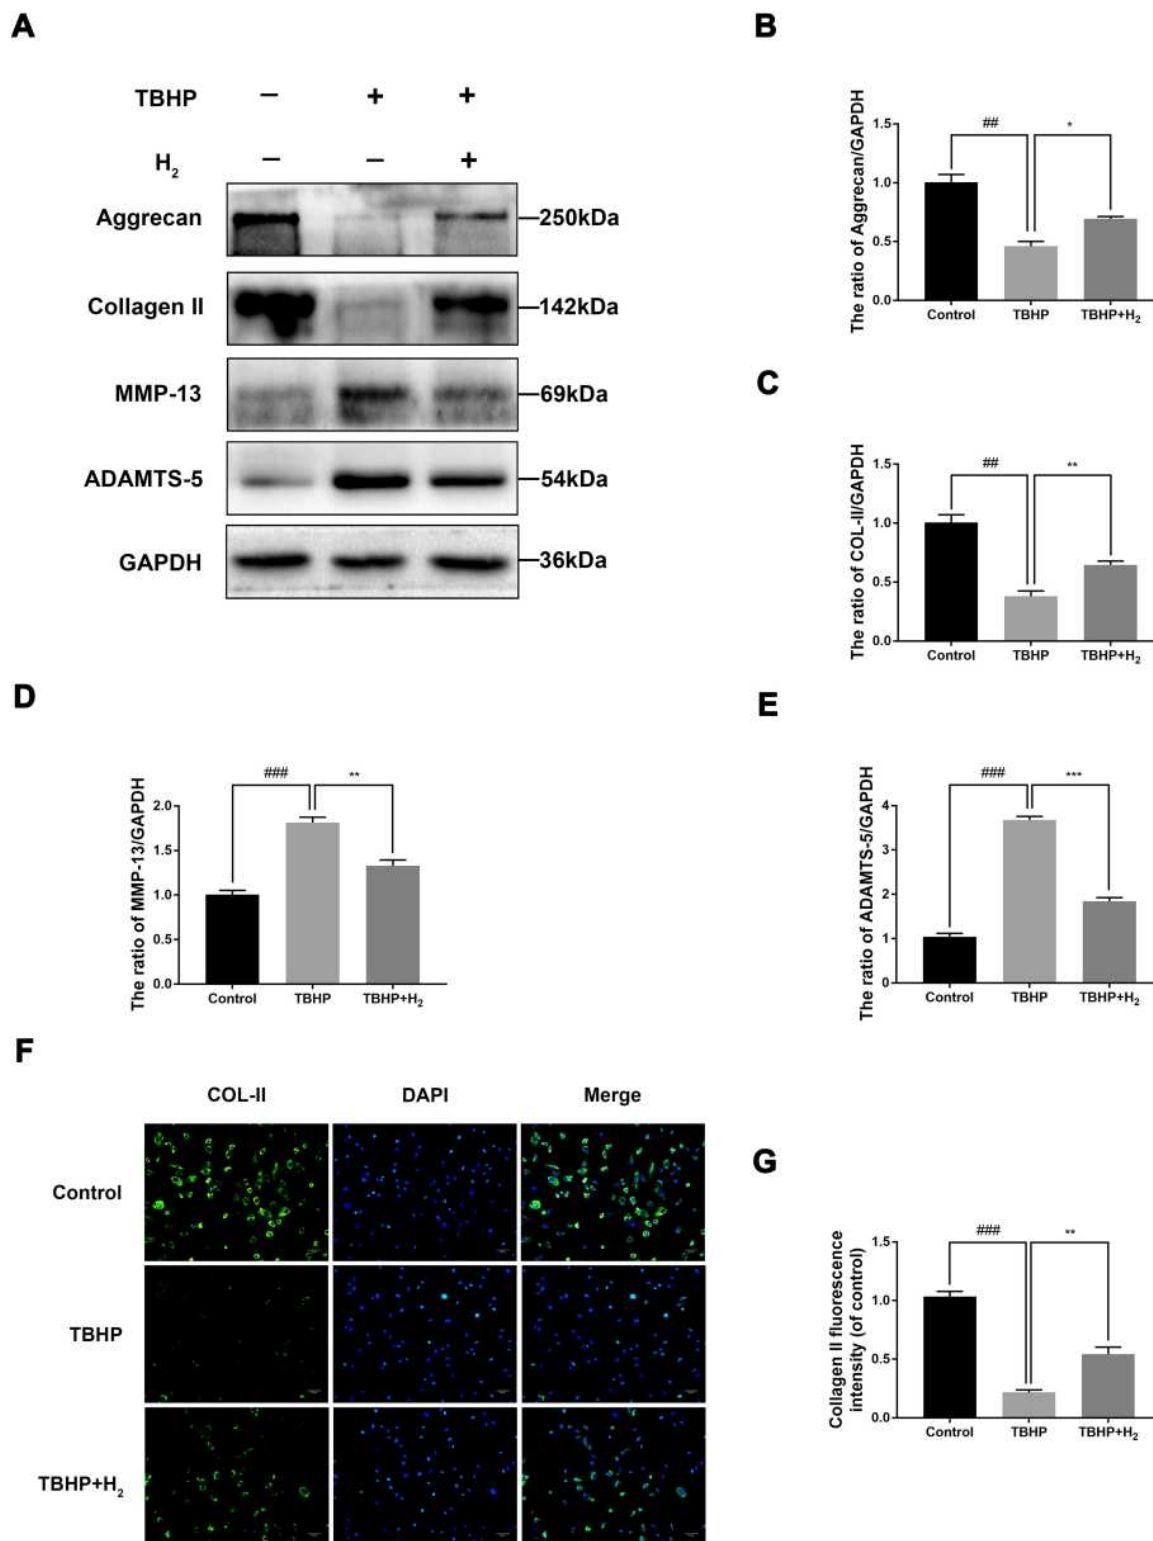 A
TBHP − + +
H₂ − − +
Aggrecan 250kDa
Collagen II 142kDa
MMP-13 69kDa
ADAMTS-5 54kDa
GAPDH 36kDa
B
The ratio of Aggrecan/GAPDH
## *
1.5
1.0
0.5
0.0
Control TBHP TBHP+H₂
C
The ratio of COL-II/GAPDH
## **
1.5
1.0
0.5
0.0
Control TBHP TBHP+H₂
D
The ratio of MMP-13/GAPDH
### **
2.0
1.5
1.0
0.5
0.0
Control TBHP TBHP+H₂
E
The ratio of ADAMTS-5/GAPDH
### ***
4
3
2
1
0
Control TBHP TBHP+H₂
F
COL-II DAPI Merge
Control
TBHP
TBHP+H₂
G
Collagen II fluorescence
intensity (of control)
### **
1.5
1.0
0.5
0.0
Control TBHP TBHP+H₂